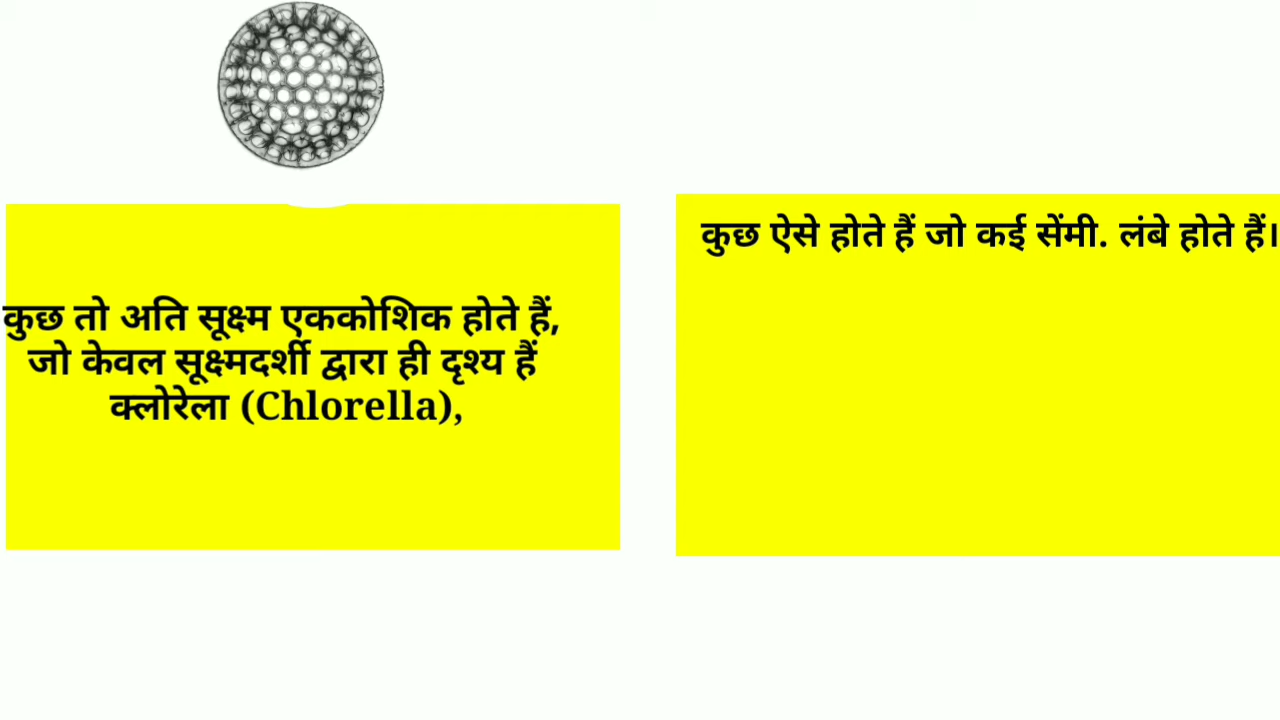 कुछ तो अति सूक्ष्म एककोशिक होते हैं,
जो केवल सूक्ष्मदर्शी द्वारा ही दृश्य हैं
क्लोरेला (Chlorella),
कुछ ऐसे होते हैं जो कई सेंमी. लंबे होते हैं।